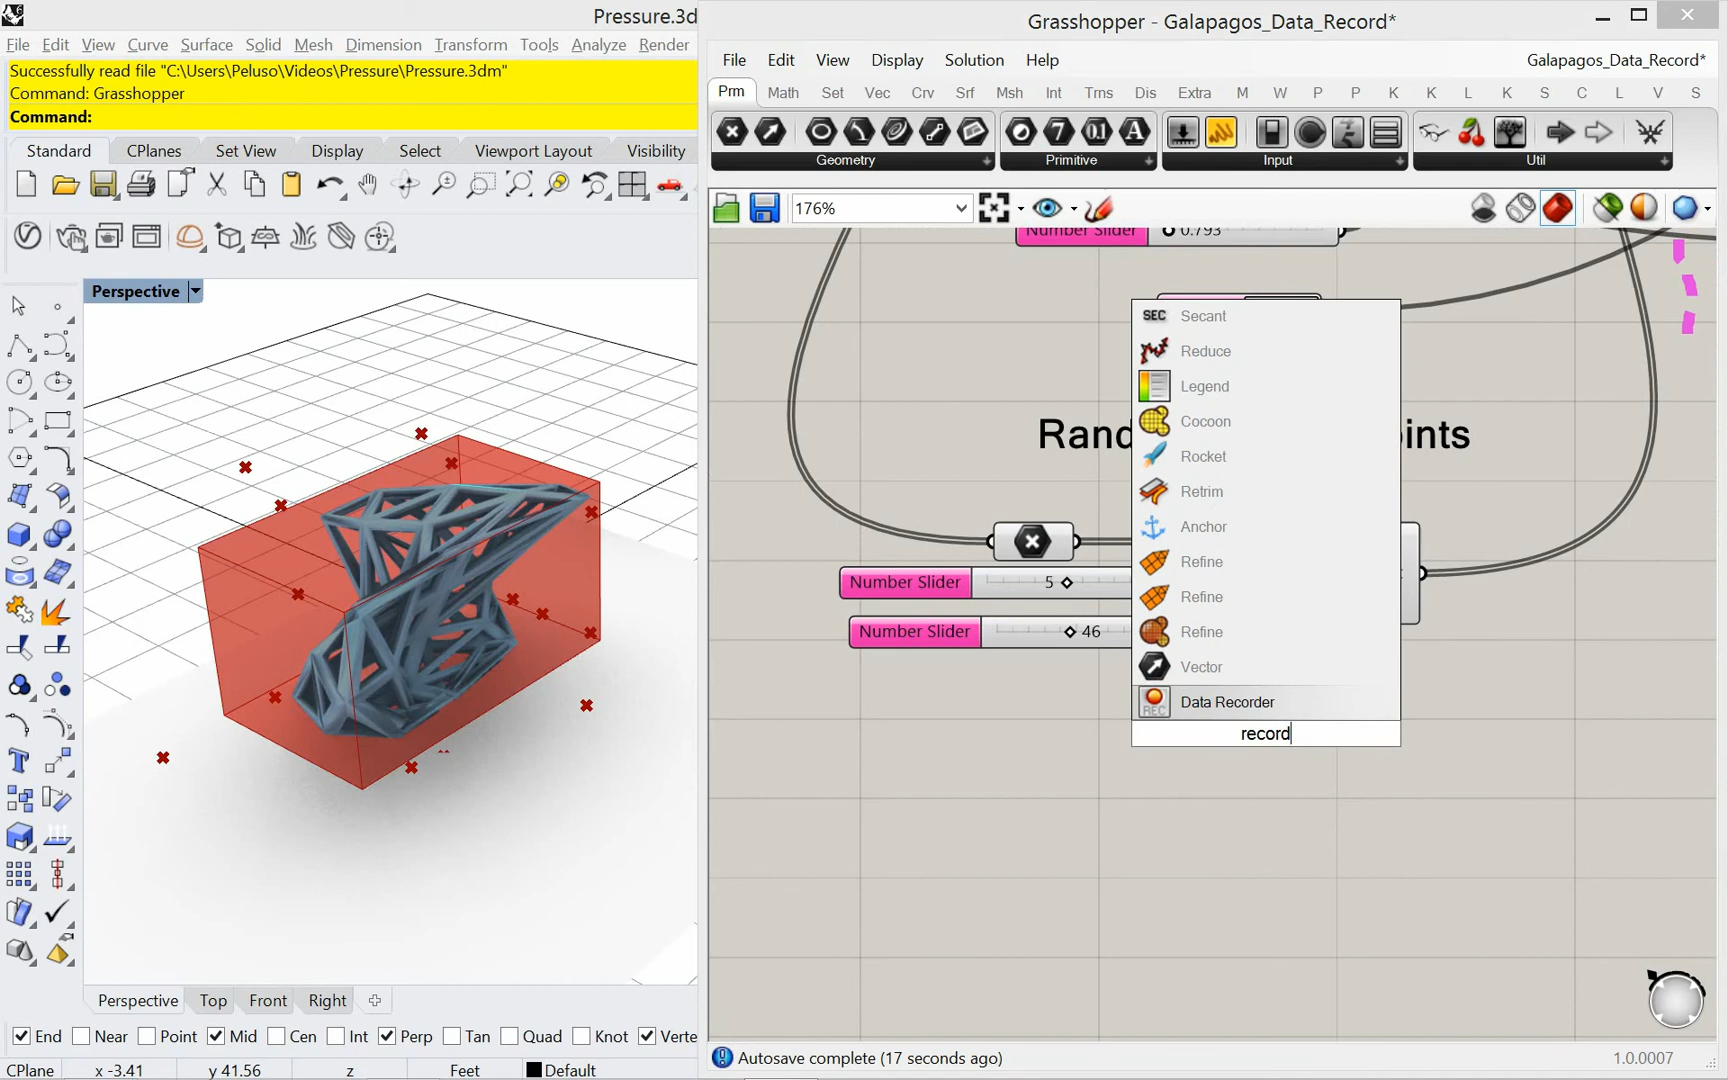 Pressure.3d
File Edit View Curve Surface Solid Mesh Dimension Transform Tools Analyze Render
Successfully read file "C:\Users\Peluso\Videos\Pressure\Pressure.3dm"
Command: Grasshopper
Command:
Standard CPlanes Set View Display Select Viewport Layout Visibility
Perspective
Perspective Top Front Right
End Near Point Mid Cen Int Perp Tan Quad Knot Verte
CPlane x -3.41 y 41.56 z Feet Default
Grasshopper - Galapagos_Data_Record*
File Edit View Display Solution Help Galapagos_Data_Record*
Prm Math Set Vec Crv Srf Msh Int Trns Dis Extra M W P P K K L K S C L V S
Geometry Primitive Input Util
176%
Number Slider 0.793
SEC Secant
Reduce
Legend
Cocoon
Rand ints
Rocket
Retrim
Anchor
Refine
Number Slider 5
Refine
Number Slider 46
Refine
Vector
REC Data Recorder
record
Autosave complete (17 seconds ago) 1.0.0007